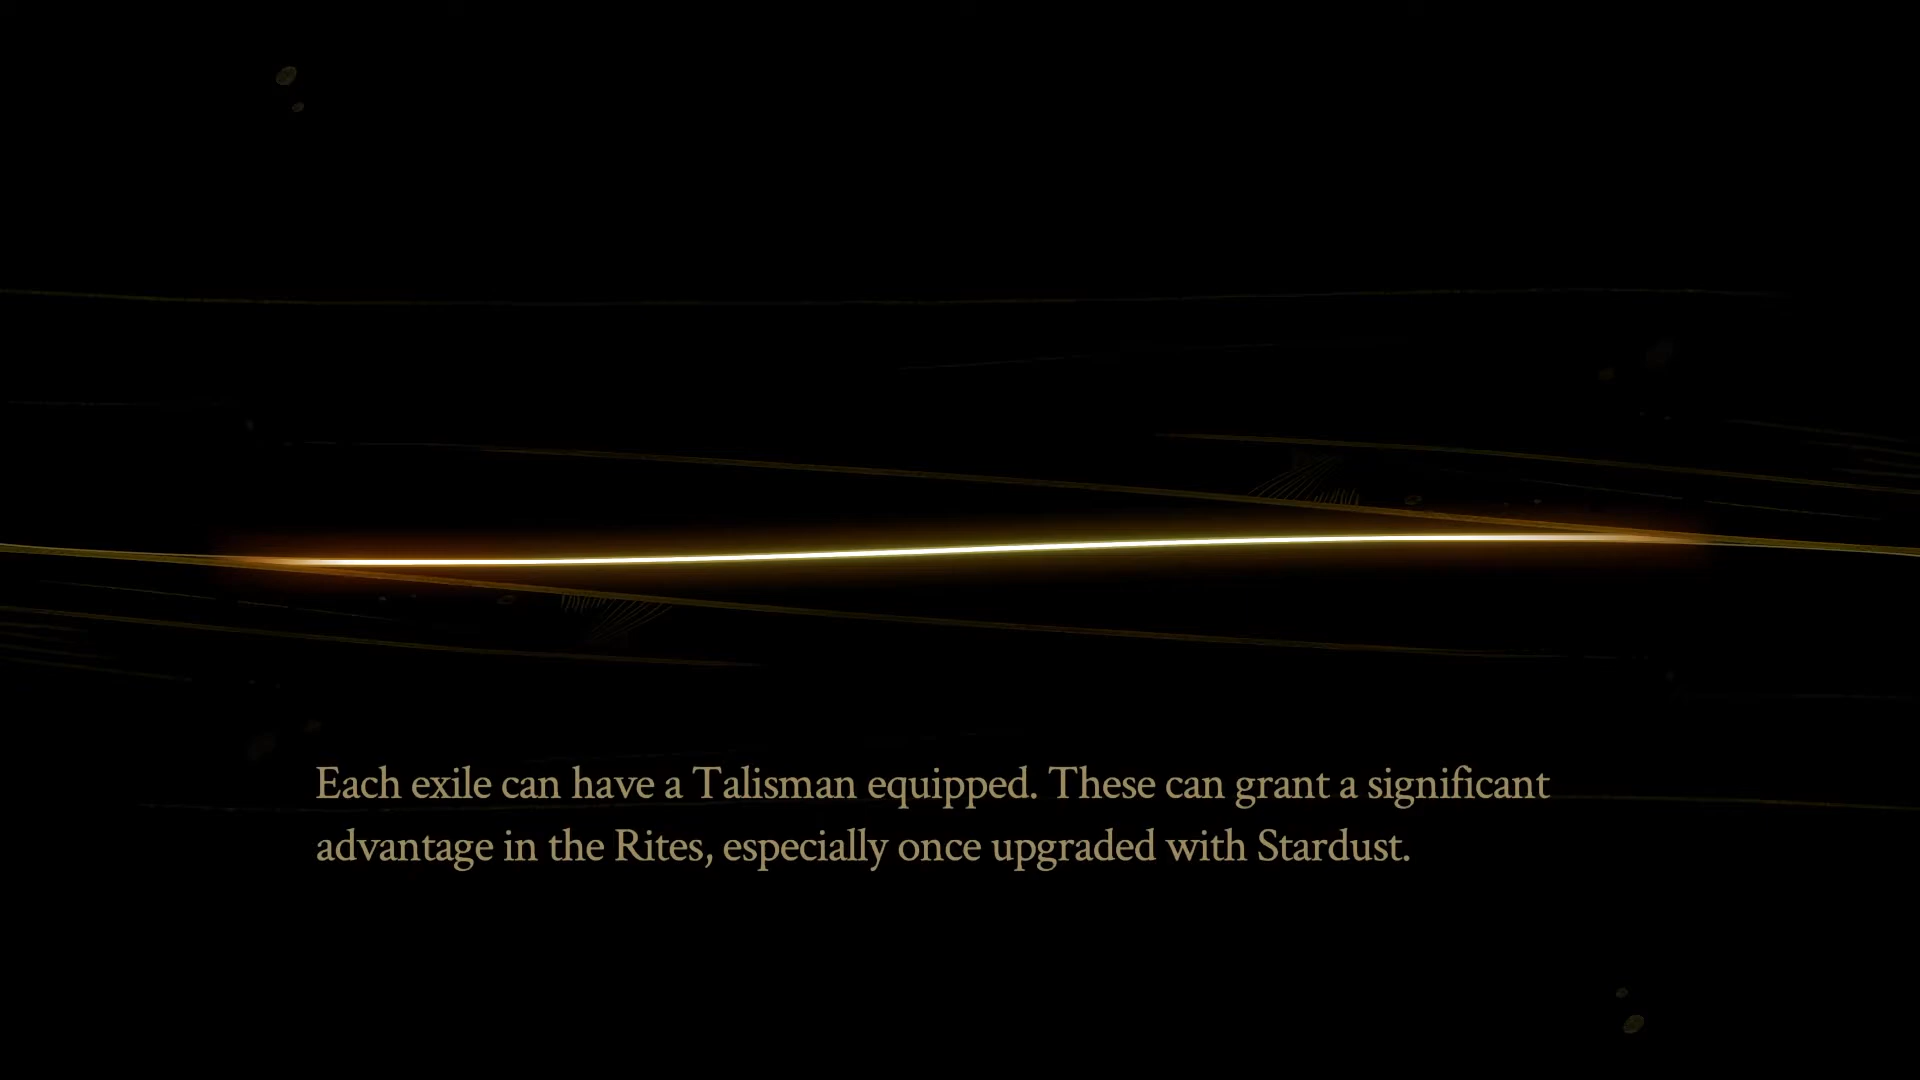 Each exile can have a Talisman equipped. These can grant a significant
advantage in the Rites, especially once upgraded with Stardust.